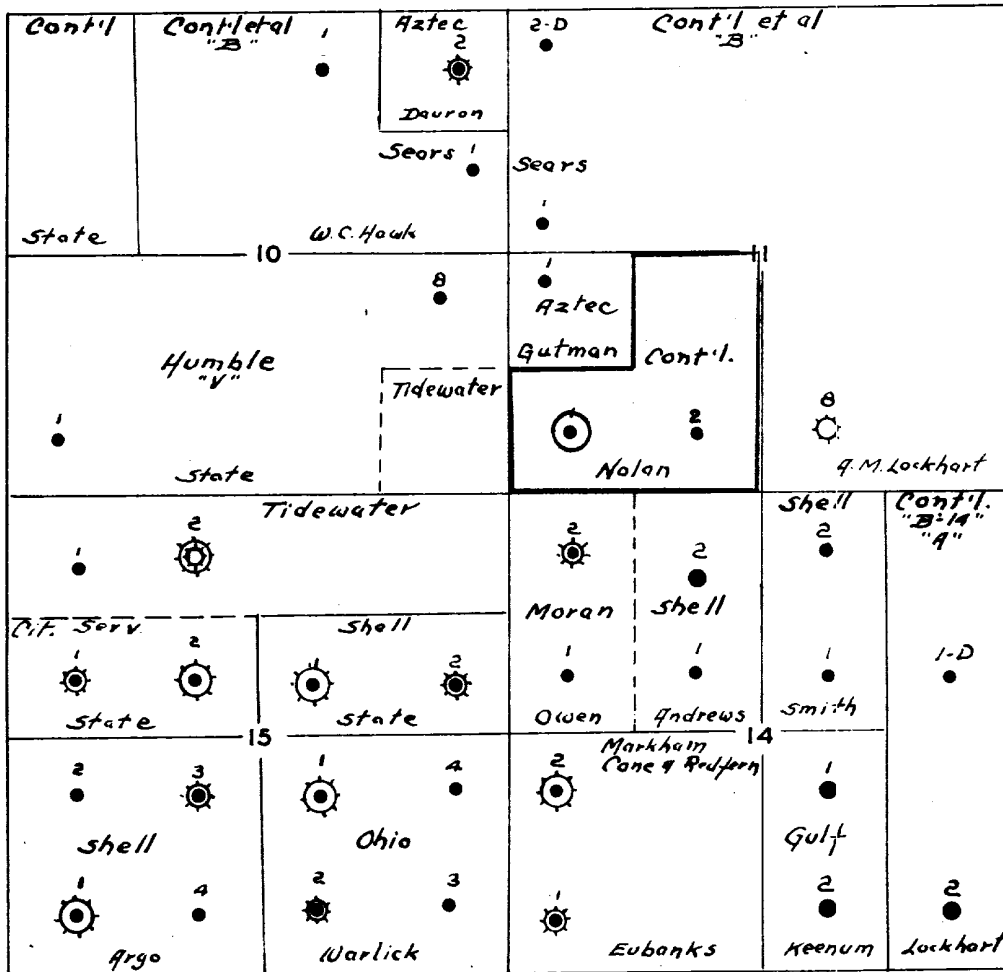 Cont'l
Cont'l et al
"B"
1
Aztec
2
Dauron
2-D
Cont'l et al
"B"
Sears
1
Sears
1
State
W.C. Hawk
10
11
8
1
Aztec
Gutman
Cont'l.
Humble
"V"
Tidewater
1
2
8
Nolan
A.M. Lockhart
State
Tidewater
1
2
2
2
Shell
2
Cont'l.
"B-14"
"A"
Moran
Shell
Cit. Serv.
Shell
1
2
1
2
1
1
1
1-D
State
State
Owen
Andrews
Smith
15
14
Markham
Cone & Redfern
2
3
1
4
2
1
Shell
Ohio
Gulf
1
4
2
3
1
2
2
Argo
Warlick
Eubanks
Keenum
Lockhart